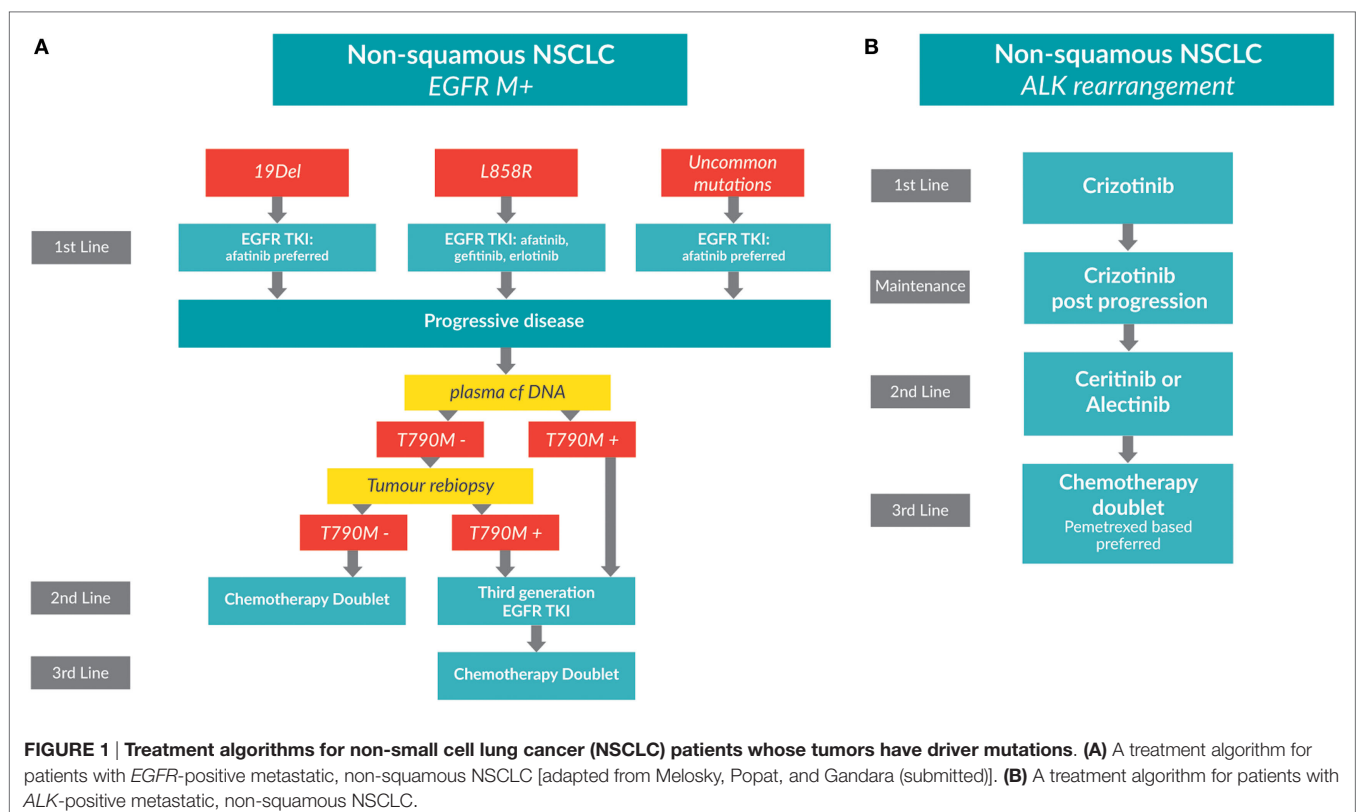 A
Non-squamous NSCLC
EGFR M+
19Del
L858R
Uncommon
mutations
1st Line
EGFR TKI:
afatinib preferred
EGFR TKI: afatinib,
gefitinib, erlotinib
EGFR TKI:
afatinib preferred
Progressive disease
plasma cf DNA
T790M -
T790M +
Tumour rebiopsy
T790M -
T790M +
2nd Line
Chemotherapy Doublet
Third generation
EGFR TKI
3rd Line
Chemotherapy Doublet
B
Non-squamous NSCLC
ALK rearrangement
1st Line
Crizotinib
Maintenance
Crizotinib
post progression
2nd Line
Ceritinib or
Alectinib
3rd Line
Chemotherapy
doublet
Pemetrexed based
preferred
FIGURE 1 | Treatment algorithms for non-small cell lung cancer (NSCLC) patients whose tumors have driver mutations. (A) A treatment algorithm for
patients with EGFR-positive metastatic, non-squamous NSCLC [adapted from Melosky, Popat, and Gandara (submitted)]. (B) A treatment algorithm for patients with
ALK-positive metastatic, non-squamous NSCLC.